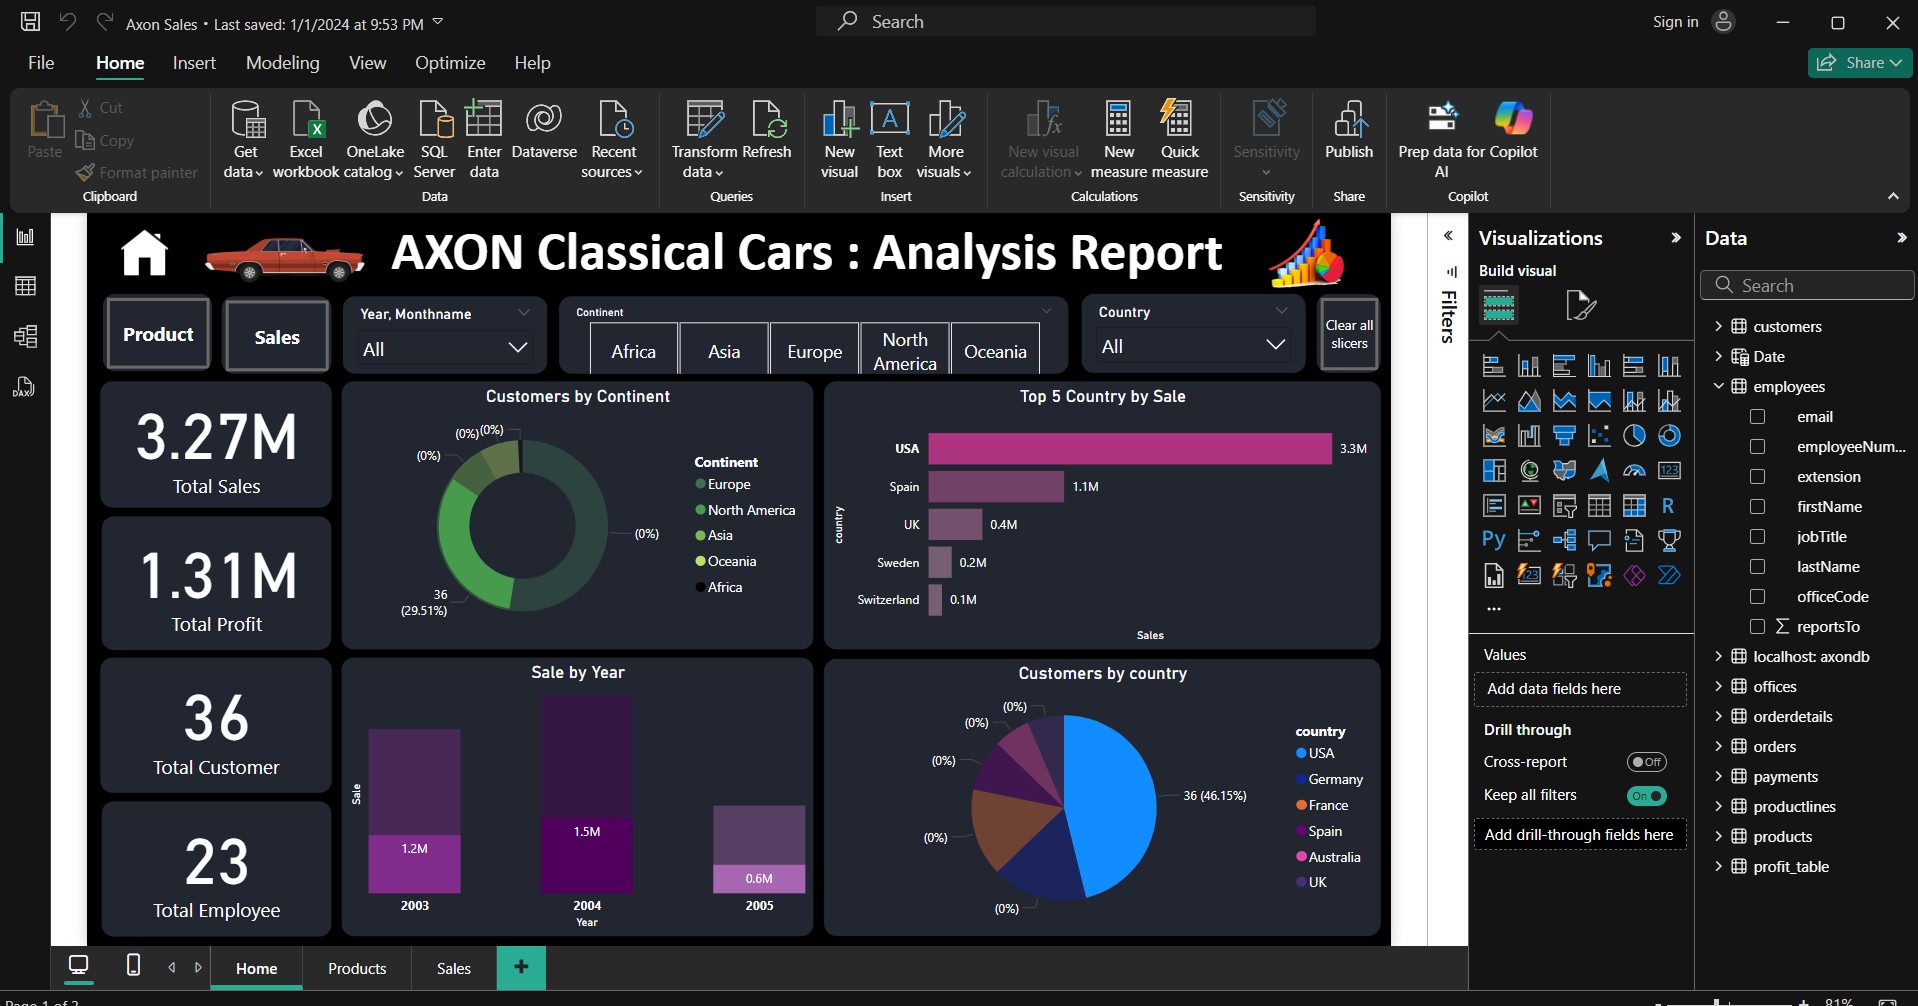 Axon Sales • Last saved: 1/1/2024 at 9:53 PM
Search
Sign in
File
Home
Insert
Modeling
View
Optimize
Help
Share
Paste
Cut
Copy
Format painter
Clipboard
Get data
Excel workbook
OneLake catalog
SQL Server
Enter data
Dataverse
Recent sources
Data
Transform data
Refresh
Queries
New visual
Text box
More visuals
Insert
New visual calculation
New measure
Quick measure
Calculations
Sensitivity
Sensitivity
Publish
Share
Prep data for AI
Copilot
Copilot
DAX
AXON Classical Cars : Analysis Report
Product
Sales
Year, Monthname
All
Continent
Africa
Asia
Europe
North America
Oceania
Country
All
Clear all slicers
3.27M
Total Sales
1.31M
Total Profit
36
Total Customer
23
Total Employee
Customers by Continent
(0%)
(0%)
(0%)
(0%)
36
(29.51%)
Continent
Europe
North America
Asia
Oceania
Africa
Top 5 Country by Sale
country
USA
3.3M
Spain
1.1M
UK
0.4M
Sweden
0.2M
Switzerland
0.1M
Sales
Sale by Year
Sale
1.2M
1.5M
0.6M
2003
2004
2005
Year
Customers by country
(0%)
(0%)
(0%)
(0%)
(0%)
36 (46.15%)
country
USA
Germany
France
Spain
Australia
UK
Filters
Visualizations
Build visual
123
R
Py
123
Values
Add data fields here
Drill through
Cross-report
Off
Keep all filters
On
Add drill-through fields here
Data
Search
customers
Date
employees
email
employeeNum...
extension
firstName
jobTitle
lastName
officeCode
reportsTo
localhost: axondb
offices
orderdetails
orders
payments
productlines
products
profit_table
Home
Products
Sales
Page 1 of 3
81%